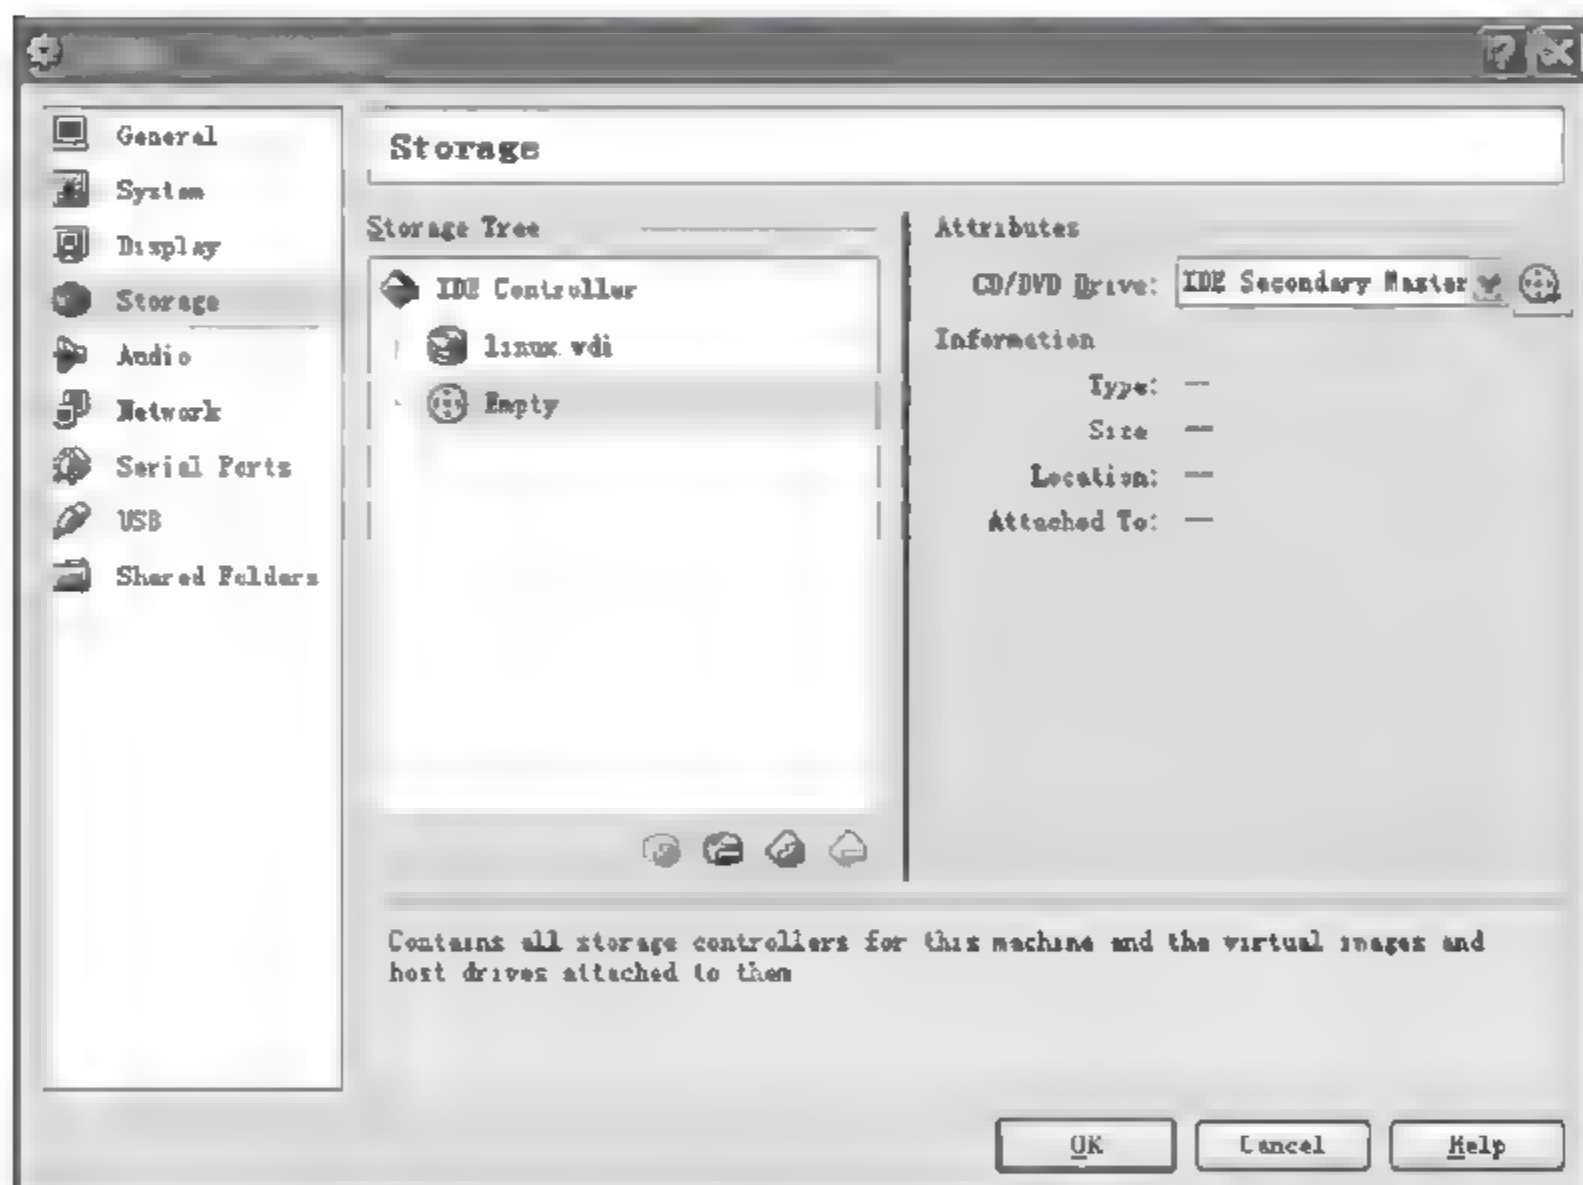 General
System
Display
Storage
Audio
Network
Serial Ports
USB
Shared Folders
Storage
Storage Tree
IDE Controller
linux.vdi
Empty
Attributes
CD/DVD Drive: IDE Secondary Master
Information
Type: --
Size --
Location: --
Attached To: --
Contains all storage controllers for this machine and the virtual images and
host drives attached to them
OK
Cancel
Help